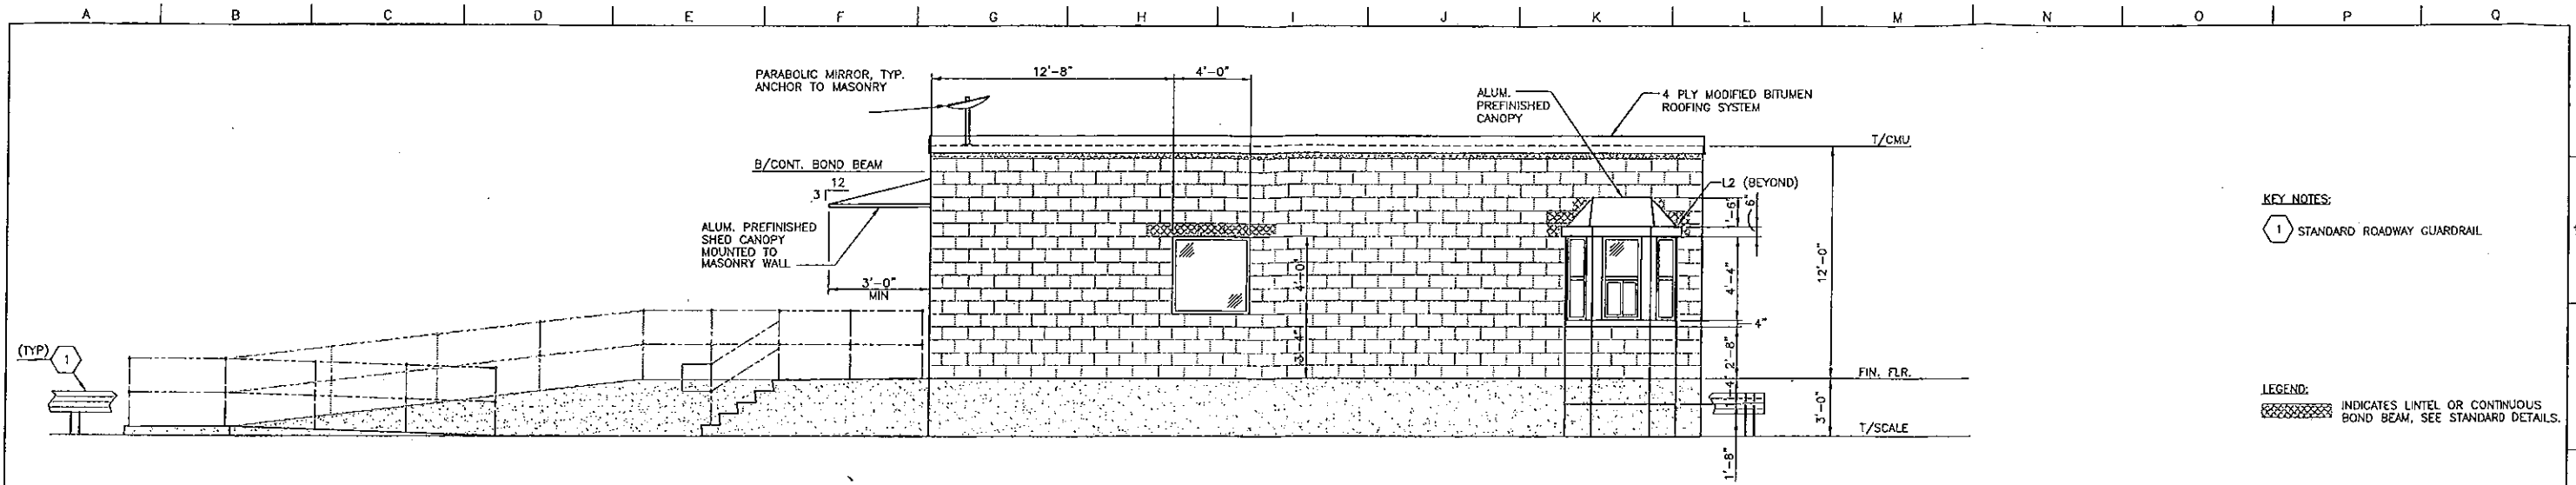 A B C D E F G H I J K L M N O P Q
PARABOLIC MIRROR, TYP.
ANCHOR TO MASONRY
12'-8"
4'-0"
ALUM.
PREFINISHED
CANOPY
4 PLY MODIFIED BITUMEN
ROOFING SYSTEM
T/CMU
B/CONT. BOND BEAM
12
3
L2 (BEYOND)
1'-6"
6"
KEY NOTES:
1 STANDARD ROADWAY GUARDRAIL
ALUM. PREFINISHED
SHED CANOPY
MOUNTED TO
MASONRY WALL
3'-0"
MIN
4'-0"
3'-4"
4'-4"
12'-0"
4"
2'-8"
(TYP) 1
FIN. FLR.
1'-4"
3'-0"
T/SCALE
1'-8"
LEGEND:
INDICATES LINTEL OR CONTINUOUS
BOND BEAM, SEE STANDARD DETAILS.